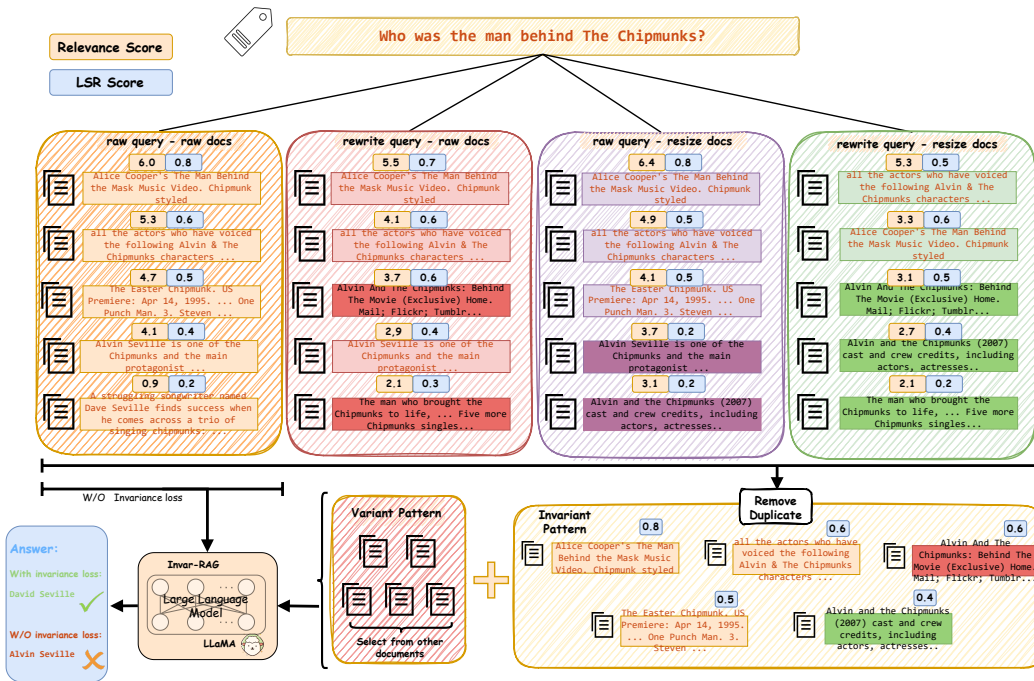 Who was the man behind The Chipmunks?
Relevance Score
LSR Score
raw query - raw docs
6.0 0.8
Alice Cooper's The Man Behind
the Mask Music Video. Chipmunk
styled
5.3 0.6
all the actors who have voiced
the following Alvin & The
Chipmunks characters ...
4.7 0.5
The Easter Chipmunk. US
Premiere: Apr 14, 1995. ... One
Punch Man. 3. Steven ...
4.1 0.4
Alvin Seville is one of the
Chipmunks and the main
protagonist ...
0.9 0.2
A struggling songwriter named
Dave Seville finds success when
he comes across a trio of
singing chipmunks: ...
rewrite query - raw docs
5.5 0.7
Alice Cooper's The Man Behind
the Mask Music Video. Chipmunk
styled
4.1 0.6
all the actors who have voiced
the following Alvin & The
Chipmunks characters ...
3.7 0.6
Alvin And The Chipmunks: Behind
The Movie (Exclusive) Home.
Mail; Flickr; Tumblr...
2,9 0.4
Alvin Seville is one of the
Chipmunks and the main
protagonist ...
2.1 0.3
The man who brought the
Chipmunks to life, ... Five more
Chipmunks singles...
raw query - resize docs
6.4 0.8
Alice Cooper's The Man Behind
the Mask Music Video. Chipmunk
styled
4.9 0.5
all the actors who have voiced
the following Alvin & The
Chipmunks characters ...
4.1 0.5
The Easter Chipmunk. US
Premiere: Apr 14, 1995. ... One
Punch Man. 3. Steven ...
3.7 0.2
Alvin Seville is one of the
Chipmunks and the main
protagonist ...
3.1 0.2
Alvin and the Chipmunks (2007)
cast and crew credits, including
actors, actresses..
rewrite query - resize docs
5.3 0.5
all the actors who have voiced
the following Alvin & The
Chipmunks characters ...
3.3 0.6
Alice Cooper's The Man Behind
the Mask Music Video. Chipmunk
styled
3.1 0.5
Alvin And The Chipmunks: Behind
The Movie (Exclusive) Home.
Mail; Flickr; Tumblr...
2.7 0.4
Alvin and the Chipmunks (2007)
cast and crew credits, including
actors, actresses..
2.1 0.2
The man who brought the
Chipmunks to life, ... Five more
Chipmunks singles...
W/O Invariance loss
Remove
Duplicate
Answer:
With invariance loss:
David Seville
W/O invariance loss:
Alvin Seville
Invar-RAG
Large Language
Model
LLaMA
Variant Pattern
Select from other
documents
Invariant
Pattern
0.8
Alice Cooper's The Man
Behind the Mask Music
Video. Chipmunk styled
0.6
all the actors who have
voiced the following
Alvin & The Chipmunks
characters ...
0.6
Alvin And The
Chipmunks: Behind The
Movie (Exclusive) Home.
Mail; Flickr; Tumblr...
0.5
The Easter Chipmunk. US
Premiere: Apr 14, 1995.
... One Punch Man. 3.
Steven ...
0.4
Alvin and the Chipmunks
(2007) cast and crew
credits, including
actors, actresses..